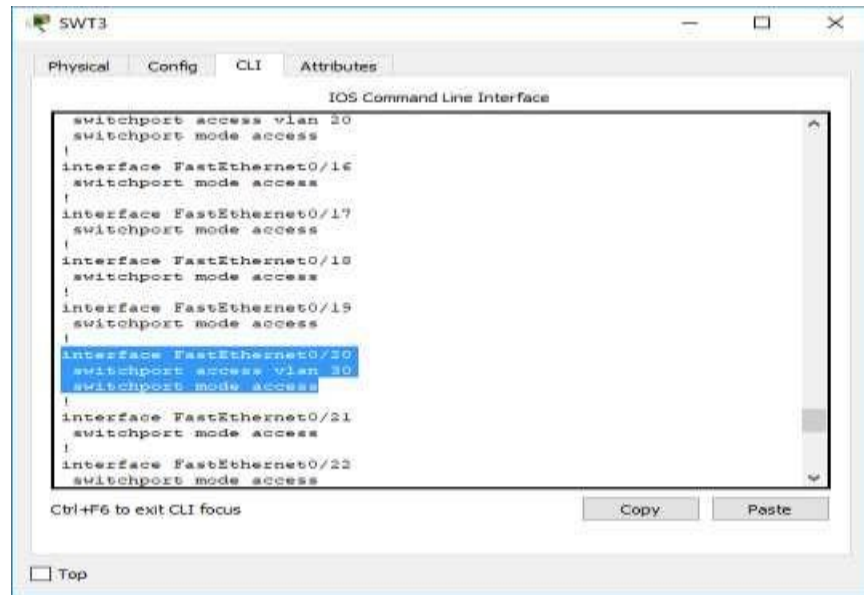 SWT3
Physical Config CLI Attributes
IOS Command Line Interface
switchport access vlan 20
switchport mode access
!
interface FastEthernet0/16
switchport mode access
!
interface FastEthernet0/17
switchport mode access
!
interface FastEthernet0/18
switchport mode access
!
interface FastEthernet0/19
switchport mode access
!
interface FastEthernet0/20
switchport access vlan 30
switchport mode access
!
interface FastEthernet0/21
switchport mode access
!
interface FastEthernet0/22
switchport mode access
Ctrl+F6 to exit CLI focus
Copy Paste
Top